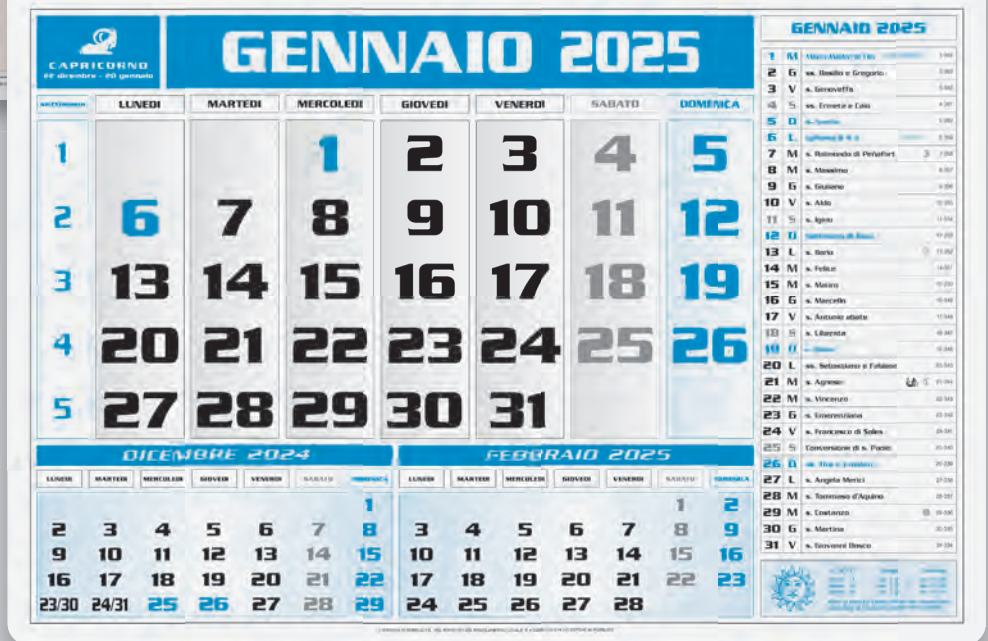 CAPRICORNO
22 dicembre - 20 gennaio
GENNAIO 2025
SETTIMANA LUNEDI MARTEDI MERCOLEDI GIOVEDI VENERDI SABATO DOMENICA
1 1 2 3 4 5
2 6 7 8 9 10 11 12
3 13 14 15 16 17 18 19
4 20 21 22 23 24 25 26
5 27 28 29 30 31
DICEMBRE 2024
LUNEDI MARTEDI MERCOLEDI GIOVEDI VENERDI SABATO DOMENICA
1
2 3 4 5 6 7 8
9 10 11 12 13 14 15
16 17 18 19 20 21 22
23/30 24/31 25 26 27 28 29
FEBBRAIO 2025
LUNEDI MARTEDI MERCOLEDI GIOVEDI VENERDI SABATO DOMENICA
1 2
3 4 5 6 7 8 9
10 11 12 13 14 15 16
17 18 19 20 21 22 23
24 25 26 27 28
GENNAIO 2025
1 M
2 G ss. Basilio e Gregorio
3 V s. Genoveffa
4 S ss. Ermete e Caio
5 D
6 L
7 M s. Raimondo di Peñafort
8 M s. Massimo
9 G s. Giuliano
10 V s. Aldo
11 S s. Igino
12 D
13 L s. Ilario
14 M s. Felice
15 M s. Mauro
16 G s. Marcello
17 V s. Antonio abate
18 S s. Liberata
19 D
20 L ss. Sebastiano e Fabiano
21 M s. Agnese
22 M s. Vincenzo
23 G s. Emerenziana
24 V s. Francesco di Sales
25 S Conversione di s. Paolo
26 D ss. Tito e Timoteo
27 L s. Angela Merici
28 M s. Tommaso d'Aquino
29 M s. Costanzo
30 G s. Martina
31 V s. Giovanni Bosco